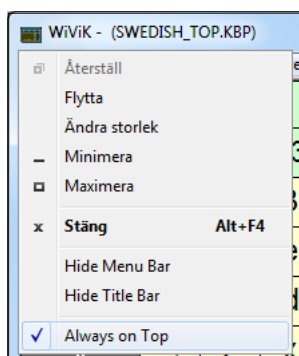 WiViK - (SWEDISH_TOP.KBP)
Återställ
Flytta
Ändra storlek
Minimera
Maximera
Stäng Alt+F4
Hide Menu Bar
Hide Title Bar
Always on Top